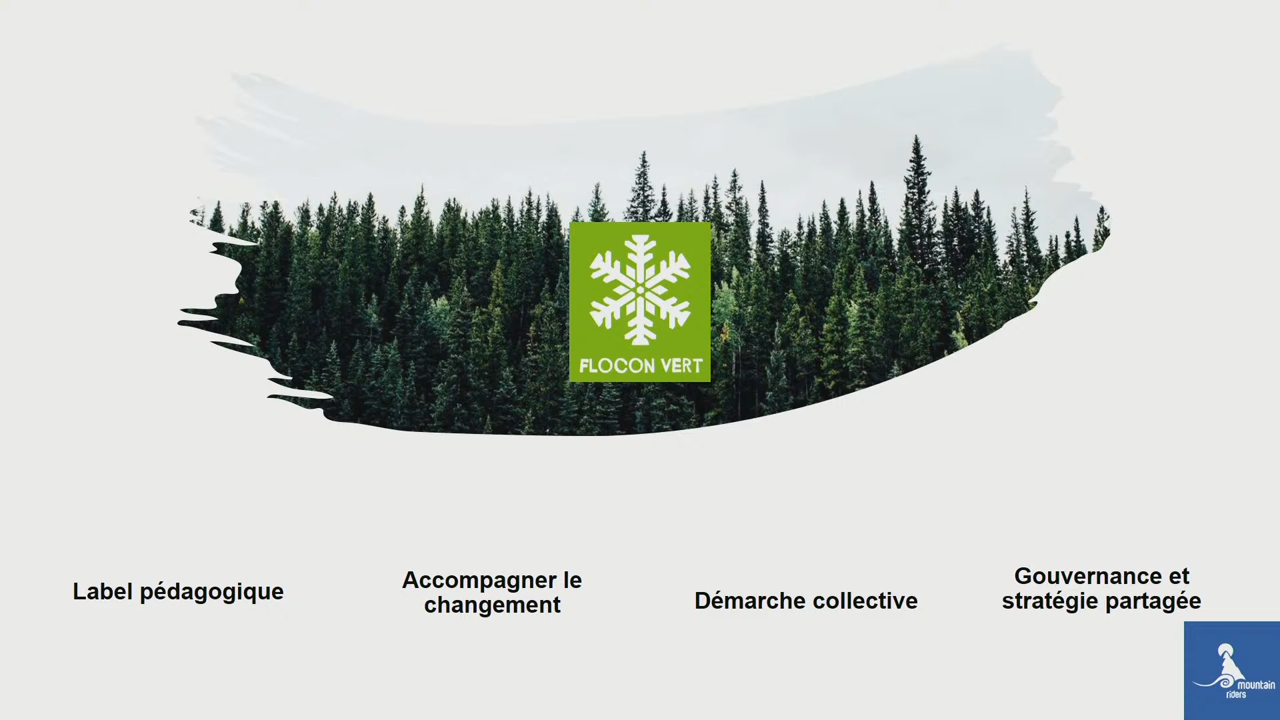 FLOCON VERT
Label pédagogique
Accompagner le
changement
Démarche collective
Gouvernance et
stratégie partagée
mountain
riders